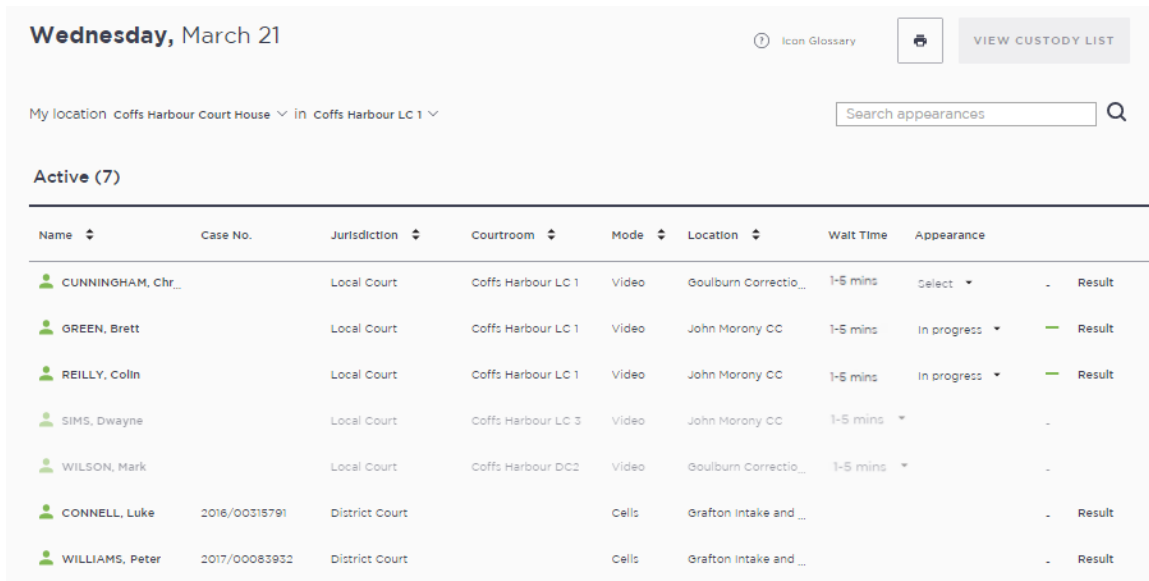 Wednesday, March 21
? Icon Glossary
VIEW CUSTODY LIST
My location Coffs Harbour Court House in Coffs Harbour LC 1
Search appearances
Active (7)
Name Case No. Jurisdiction Courtroom Mode Location Wait Time Appearance
CUNNINGHAM, Chr... Local Court Coffs Harbour LC 1 Video Goulburn Correctio... 1-5 mins Select - Result
GREEN, Brett Local Court Coffs Harbour LC 1 Video John Morony CC 1-5 mins In progress — Result
REILLY, Colin Local Court Coffs Harbour LC 1 Video John Morony CC 1-5 mins In progress — Result
SIMS, Dwayne Local Court Coffs Harbour LC 3 Video John Morony CC 1-5 mins -
WILSON, Mark Local Court Coffs Harbour DC2 Video Goulburn Correctio... 1-5 mins -
CONNELL, Luke 2016/00315791 District Court Cells Grafton Intake and ... - Result
WILLIAMS, Peter 2017/00083932 District Court Cells Grafton Intake and ... - Result